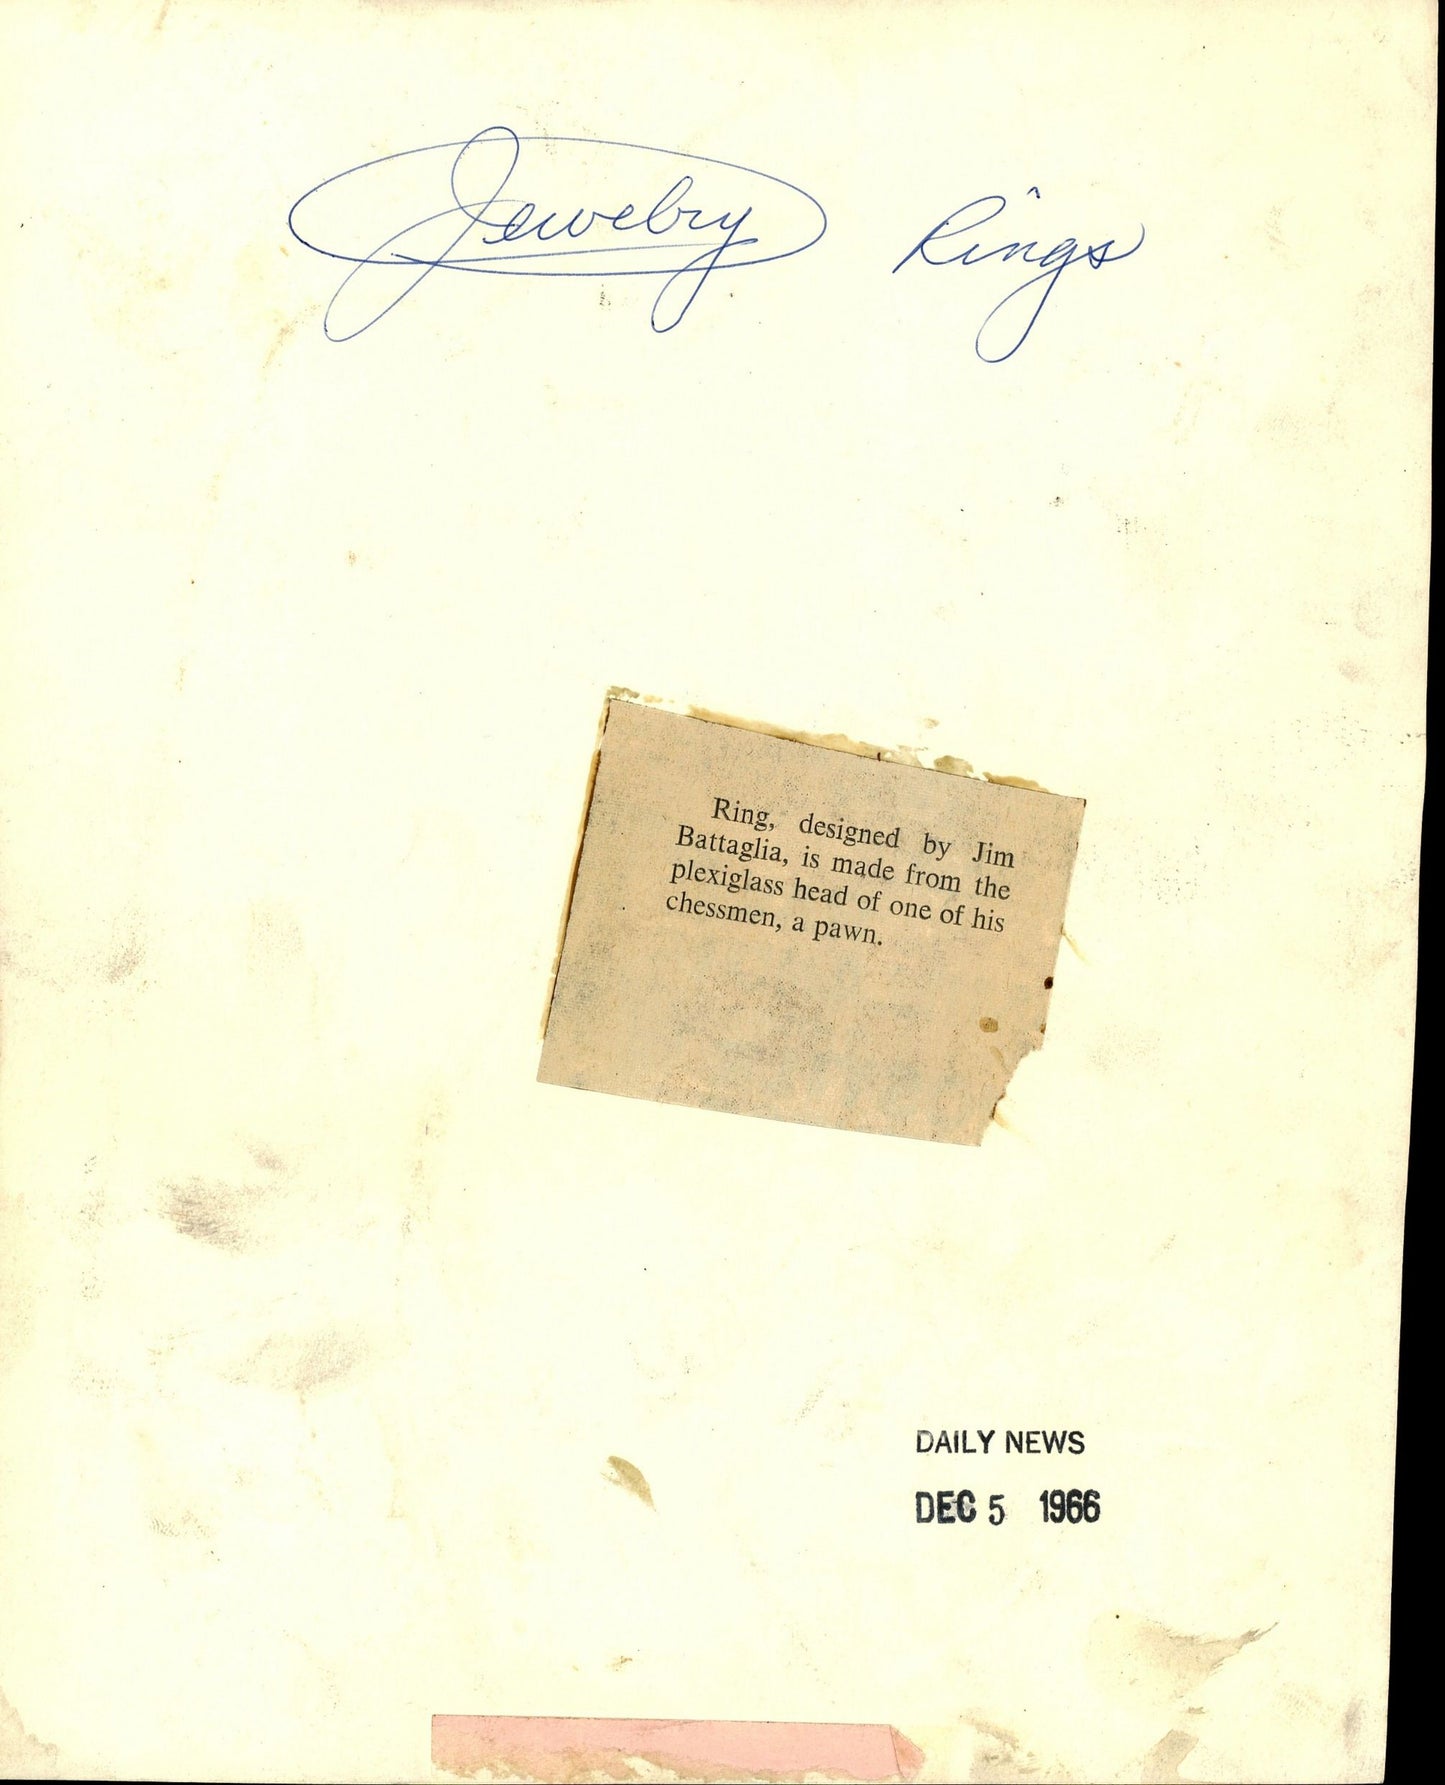 Jewelry Rings
Ring, designed by Jim
Battaglia, is made from the
plexiglass head of one of his
chessmen, a pawn.
DAILY NEWS
DEC 5 1966